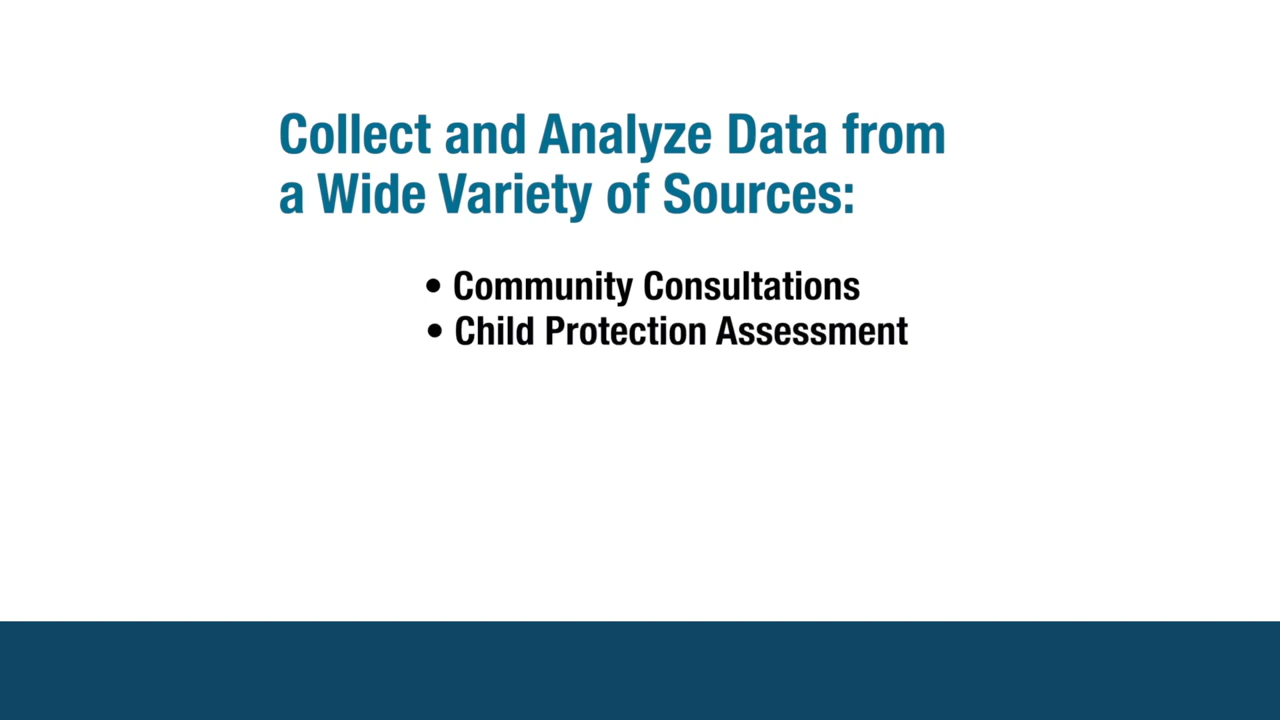 Collect and Analyze Data from
a Wide Variety of Sources:
• Community Consultations
• Child Protection Assessment